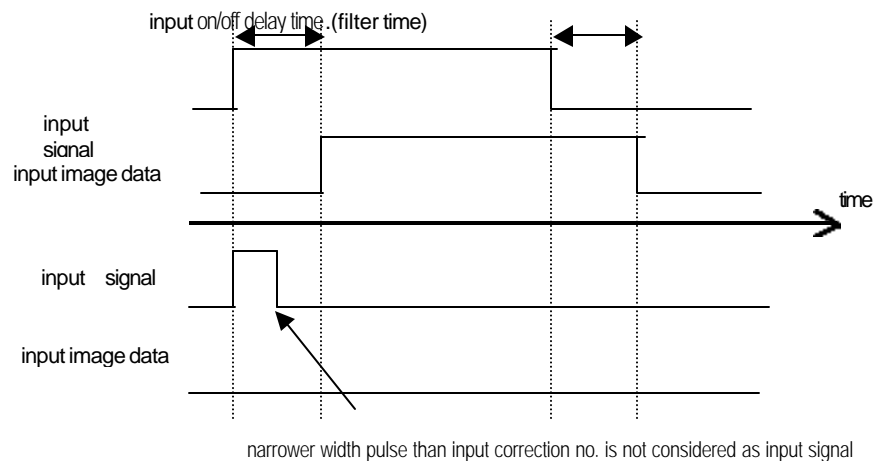 input on/off delay time .(filter time)
input
signal
input image data
time
input signal
input image data
narrower width pulse than input correction no. is not considered as input signal